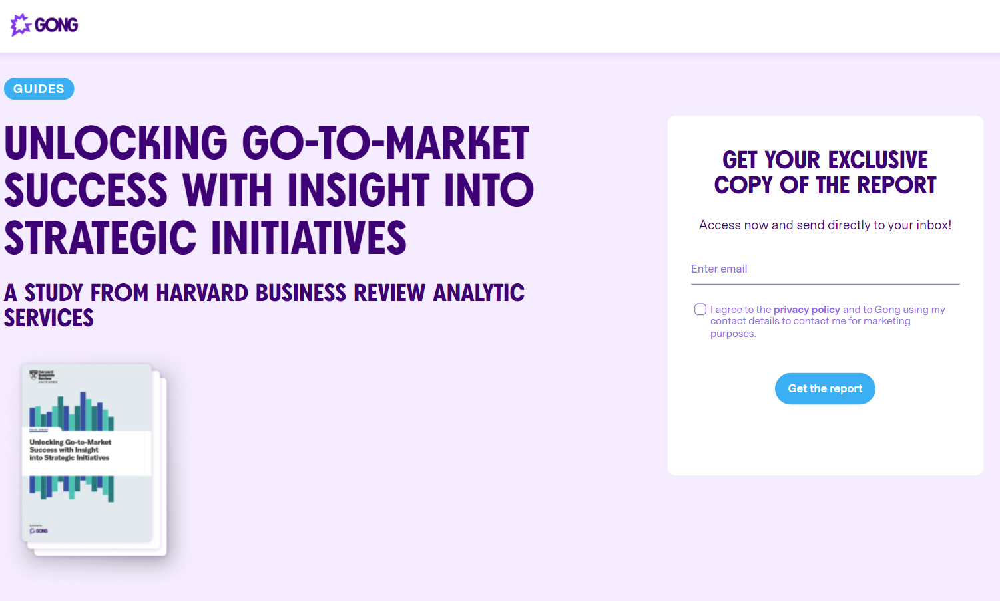 GONG
GUIDES
UNLOCKING GO-TO-MARKET
SUCCESS WITH INSIGHT INTO
STRATEGIC INITIATIVES
A STUDY FROM HARVARD BUSINESS REVIEW ANALYTIC
SERVICES
Harvard
Business
Review
Unlocking Go-to-Market
Success with Insight
into Strategic Initiatives
GONG
GET YOUR EXCLUSIVE
COPY OF THE REPORT
Access now and send directly to your inbox!
Enter email
I agree to the privacy policy and to Gong using my
contact details to contact me for marketing
purposes.
Get the report